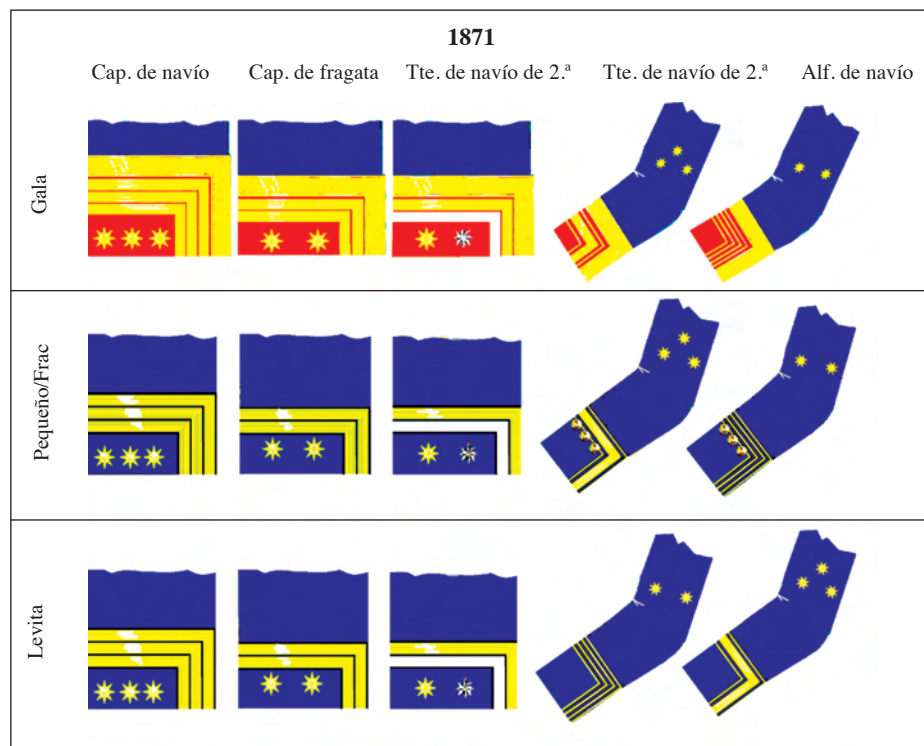 1871
Cap. de navío Cap. de fragata Tte. de navío de 2.ª Tte. de navío de 2.ª Alf. de navío
Gala
Pequeño/Frac
Levita